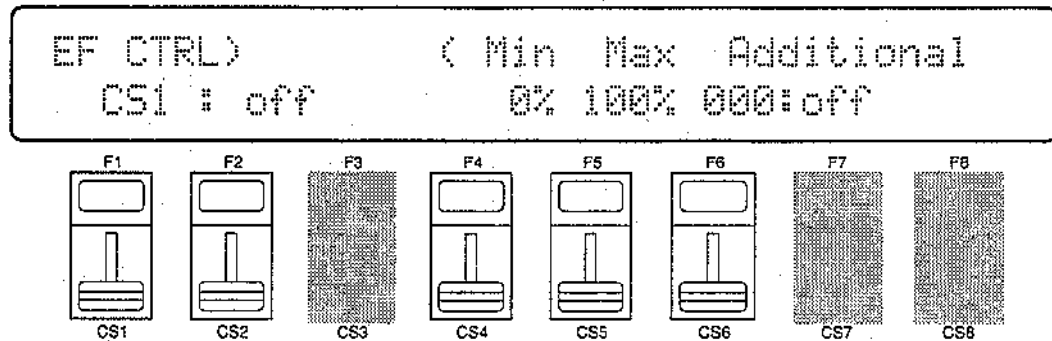 EF CTRL) ( Min Max Additional
CS1 : off 0% 100% 000:off
F1 F2 F3 F4 F5 F6 F7 F8
CS1 CS2 CS3 CS4 CS5 CS6 CS7 CS8